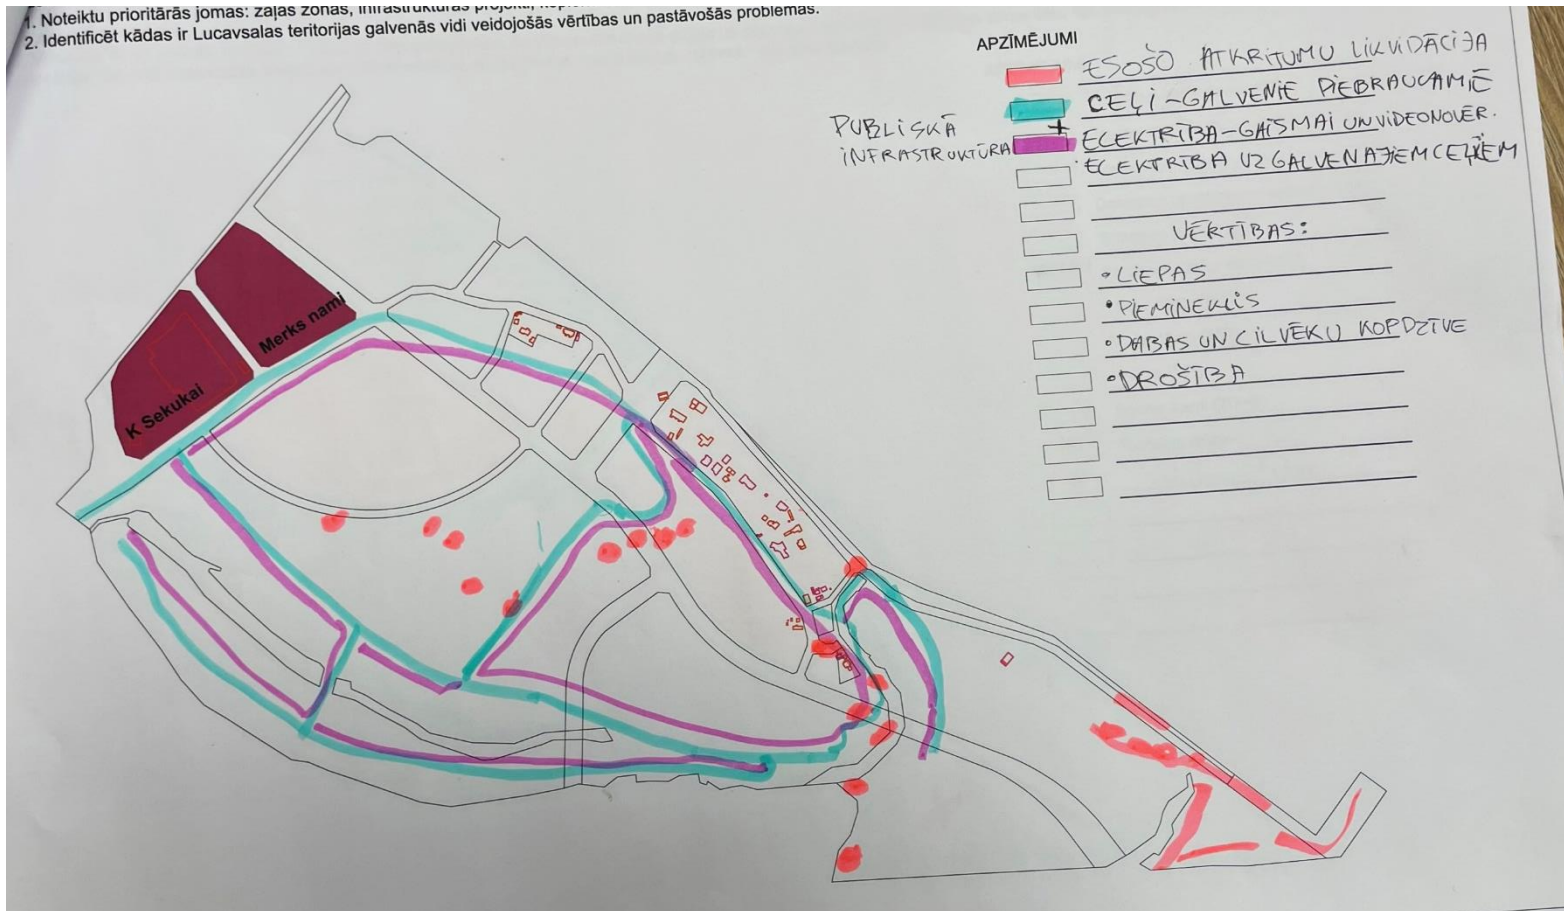 1. Noteiktu prioritārās jomas: zaļas zonas, infrastruktūras
2. Identificēt kādas ir Lucavsalas teritorijas galvenās vidi veidojošās vērtības un pastāvošās problēmas.
APZĪMĒJUMI
ESOŠO ATKRITUMU LIKVIDĀCIJA
CEĻI-GALVENIE PIEBRAUCAMIE
PUBLISKĀ
INFRASTRUKTŪRA
+
ELEKTRĪBA-GAISMAI UN VIDEONOVĒR.
ELEKTRĪBA UZ GALVENAJIEM CEĻIEM
VĒRTĪBAS:
• LIEPAS
• PIEMINEKLIS
• DABAS UN CILVĒKU KOPDZĪVE
• DROŠĪBA
Merks nami
K Sekukai